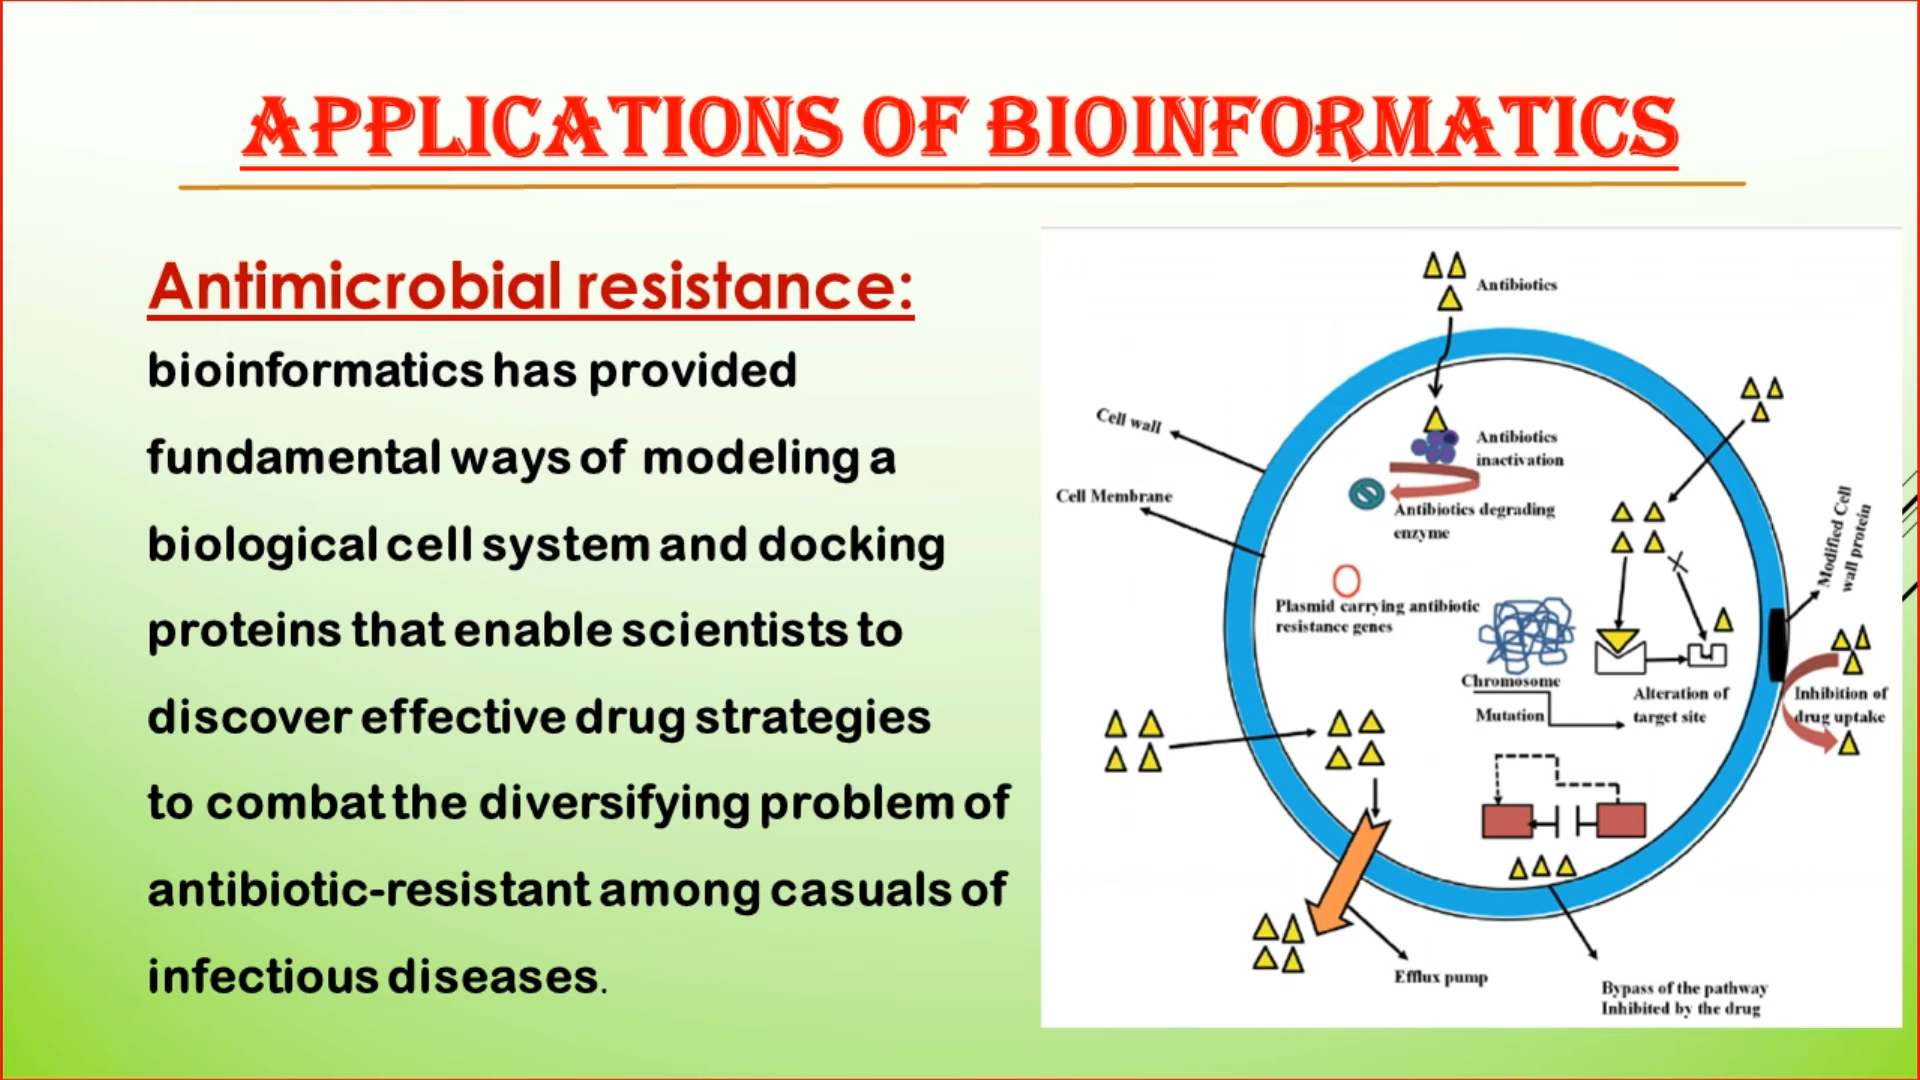 APPLICATIONS OF BIOINFORMATICS
Antimicrobial resistance:
bioinformatics has provided
fundamental ways of modeling a
biological cell system and docking
proteins that enable scientists to
discover effective drug strategies
to combat the diversifying problem of
antibiotic-resistant among casuals of
infectious diseases.
Antibiotics
Cell wall
Antibiotics
inactivation
Cell Membrane
Antibiotics degrading
enzyme
Modified Cell
wall protein
Plasmid carrying antibiotic
resistance genes
Chromosome
Mutation
Alteration of
target site
Inhibition of
drug uptake
Efflux pump
Bypass of the pathway
Inhibited by the drug